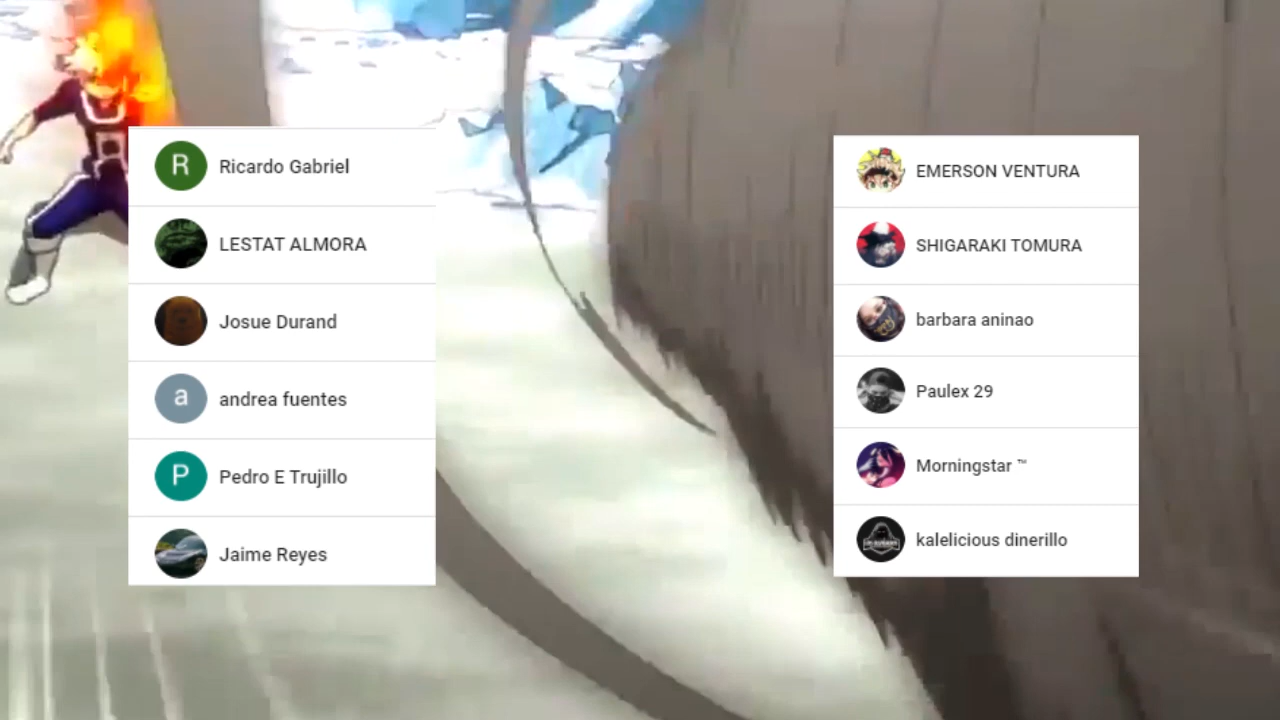 R Ricardo Gabriel
LESTAT ALMORA
Josue Durand
a andrea fuentes
P Pedro E Trujillo
Jaime Reyes
EMERSON VENTURA
SHIGARAKI TOMURA
barbara aninao
Paulex 29
Morningstar ™
kalelicious dinerillo